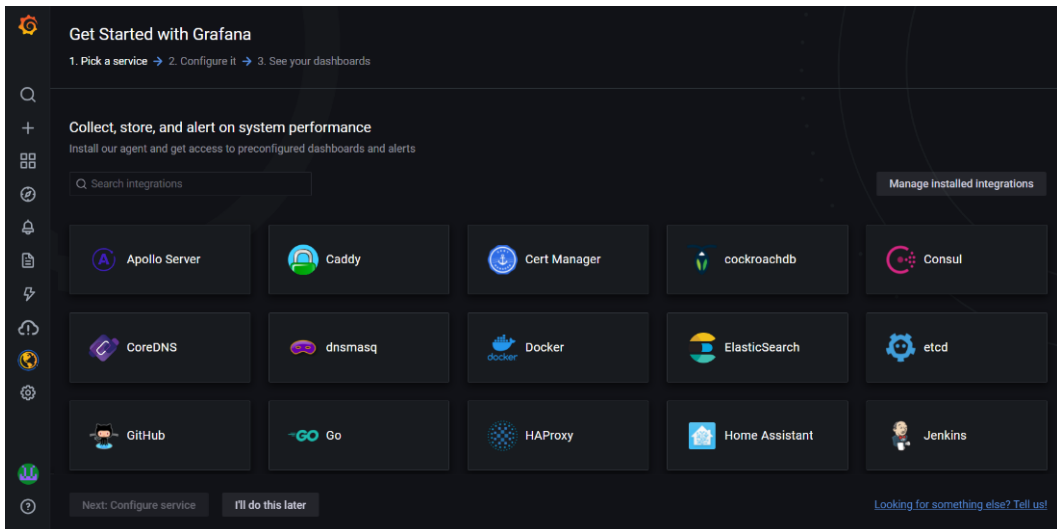 Get Started with Grafana
1. Pick a service → 2. Configure it → 3. See your dashboards
Collect, store, and alert on system performance
Install our agent and get access to preconfigured dashboards and alerts
Search integrations
Manage installed integrations
Apollo Server
Caddy
Cert Manager
cockroachdb
Consul
CoreDNS
dnsmasq
docker
Docker
ElasticSearch
etcd
GitHub
GO Go
HAProxy
Home Assistant
Jenkins
Next: Configure service
I'll do this later
Looking for something else? Tell us!